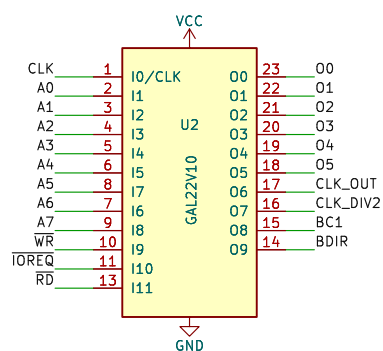 VCC
CLK 1 I0/CLK O0 23 O0
A0 2 I1 O1 22 O1
A1 3 I2 O2 21 O2
U2
A2 4 I3 O3 20 O3
A3 5 I4 O4 19 O4
A4 6 I5 O5 18 O5
GAL22V10
A5 8 I7 O6 17 CLK_OUT
A6 7 I6 O7 16 CLK_DIV2
A7 9 I8 O8 15 BC1
W̅R̅ 10 I9 O9 14 BDIR
I̅O̅R̅E̅Q̅ 11 I10
R̅D̅ 13 I11
GND